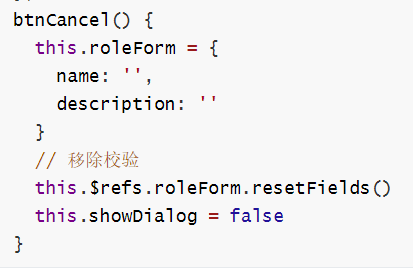 btnCancel() {
this.roleForm = {
name: '',
description: ''
}
// 移除校验
this.$refs.roleForm.resetFields()
this.showDialog = false
}